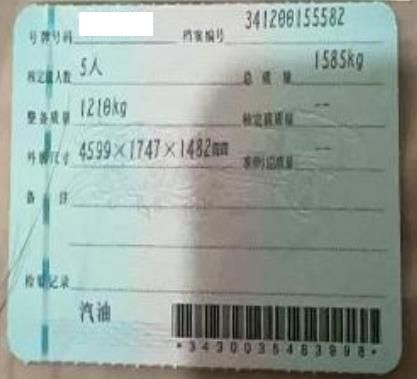 号牌号码 档案编号 341200155582
核定载人数 5人 总质量 1585kg
整备质量 1210kg 核定载质量 --
外廓尺寸 4599×1747×1482mm 准牵引总质量 --
备注
检验记录
汽油
*3430036483998*